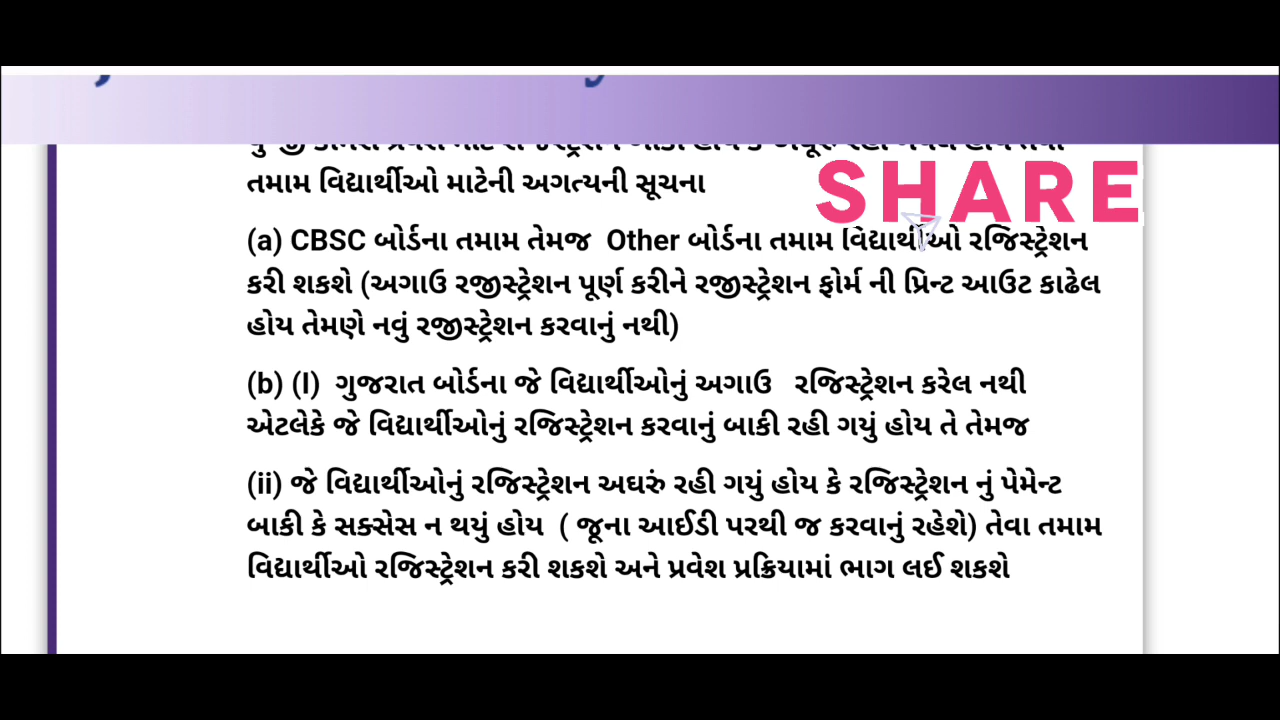 તમામ વિદ્યાર્થીઓ માટેની અગત્યની સૂચના
SHARE
(a) CBSC બોર્ડના તમામ તેમજ Other બોર્ડના તમામ વિદ્યાર્થીઓ રજિસ્ટ્રેશન
કરી શકશે (અગાઉ રજીસ્ટ્રેશન પૂર્ણ કરીને રજીસ્ટ્રેશન ફોર્મ ની પ્રિન્ટ આઉટ કાઢેલ
હોય તેમણે નવું રજીસ્ટ્રેશન કરવાનું નથી)
(b) (I) ગુજરાત બોર્ડના જે વિદ્યાર્થીઓનું અગાઉ રજિસ્ટ્રેશન કરેલ નથી
એટલેકે જે વિદ્યાર્થીઓનું રજિસ્ટ્રેશન કરવાનું બાકી રહી ગયું હોય તે તેમજ
(ii) જે વિદ્યાર્થીઓનું રજિસ્ટ્રેશન અઘરું રહી ગયું હોય કે રજિસ્ટ્રેશન નું પેમેન્ટ
બાકી કે સક્સેસ ન થયું હોય ( જૂના આઈડી પરથી જ કરવાનું રહેશે) તેવા તમામ
વિદ્યાર્થીઓ રજિસ્ટ્રેશન કરી શકશે અને પ્રવેશ પ્રક્રિયામાં ભાગ લઈ શકશે